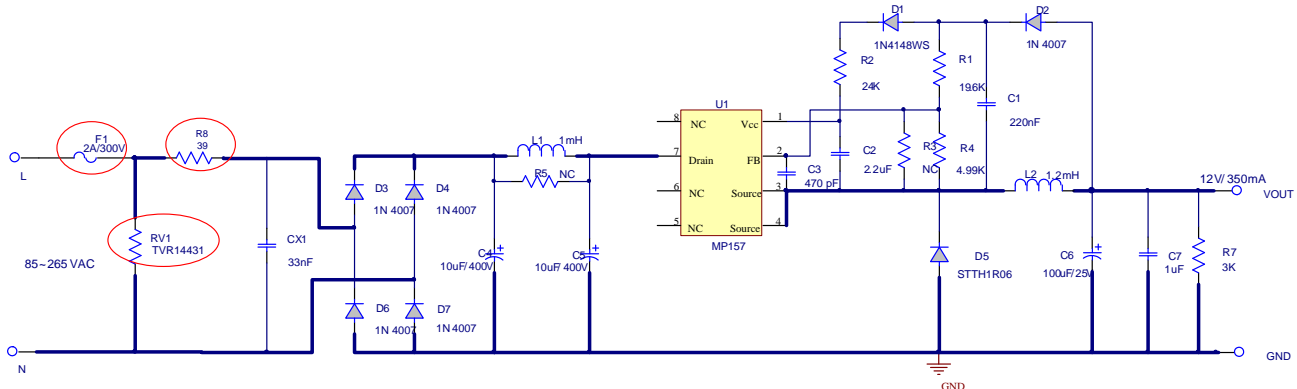 L
F1
2A/300V
R8
39
RV1
TVR14431
85~265 VAC
N
CX1
33nF
D3
1N 4007
D4
1N 4007
D6
1N 4007
D7
1N 4007
L1 1mH
R5 NC
C4
10uF/400V
C5
10uF/400V
U1
8 NC
7 Drain
6 NC
5 NC
Vcc 1
FB 2
Source 3
Source 4
MP157
D1
1N4148WS
D2
1N 4007
R2
24K
R1
19.6K
C1
220nF
C2
2.2uF
R3
NC
R4
4.99K
C3
470 pF
L2 1.2mH
12V/350mA
VOUT
D5
STTH1R06
C6
100uF/25V
C7
1uF
R7
3K
GND
GND